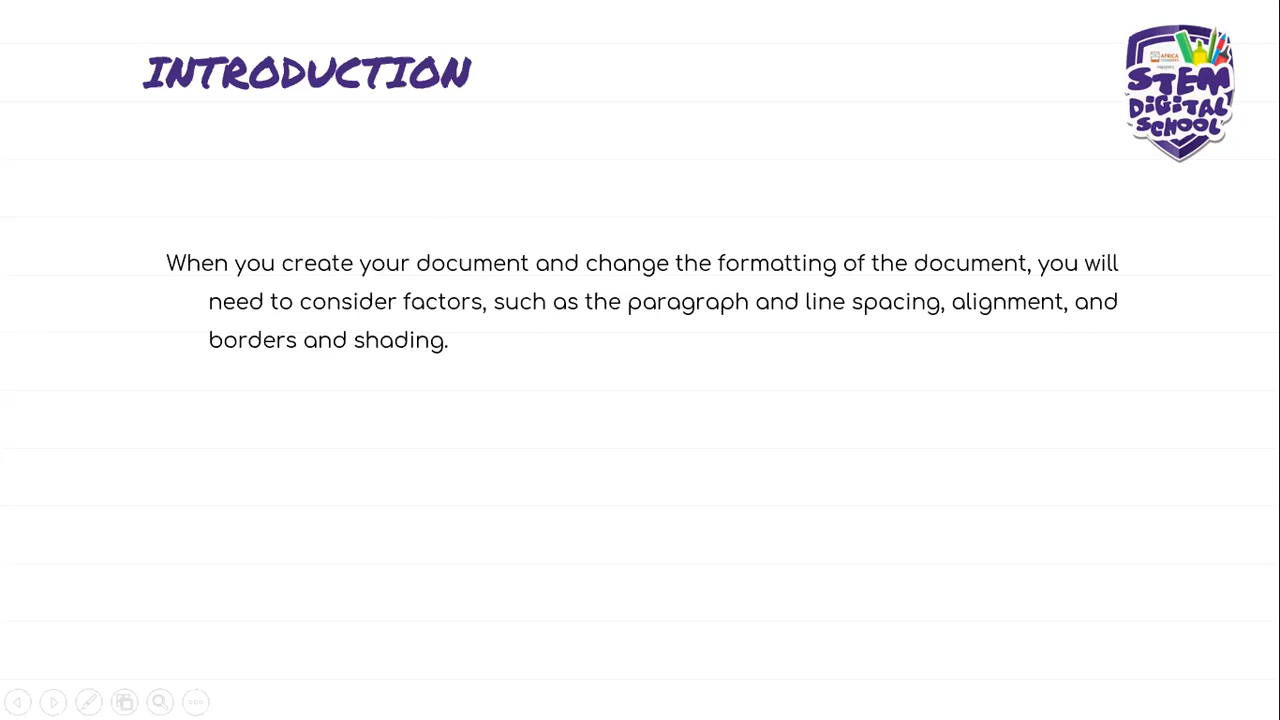 INTRODUCTION
AFRICA
STEM
DIGITAL
SCHOOL
When you create your document and change the formatting of the document, you will
need to consider factors, such as the paragraph and line spacing, alignment, and
borders and shading.